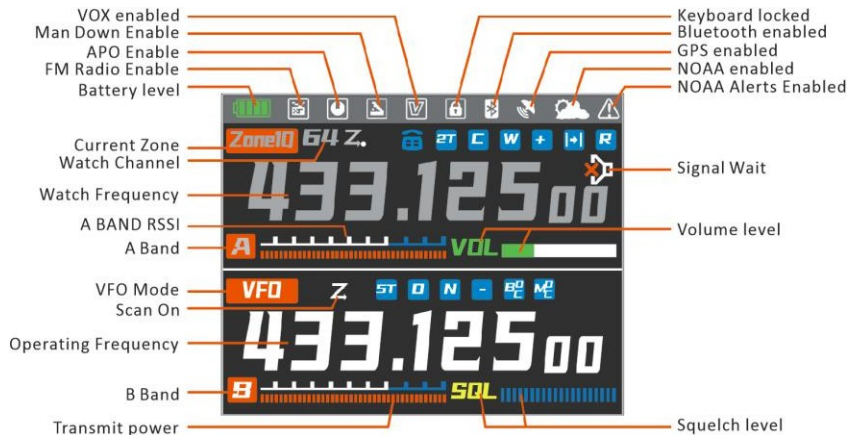 VOX enabled
Man Down Enable
APO Enable
FM Radio Enable
Battery level
Keyboard locked
Bluetooth enabled
GPS enabled
NOAA enabled
NOAA Alerts Enabled
Current Zone
Watch Channel
Watch Frequency
A BAND RSSI
A Band
Signal Wait
Volume level
VFO Mode
Scan On
Operating Frequency
B Band
Transmit power
Squelch level
Zone10 64 Z. 2T C W + R
433.12500
A VOL
VFO Z ST O N - 
433.12500
B SQL